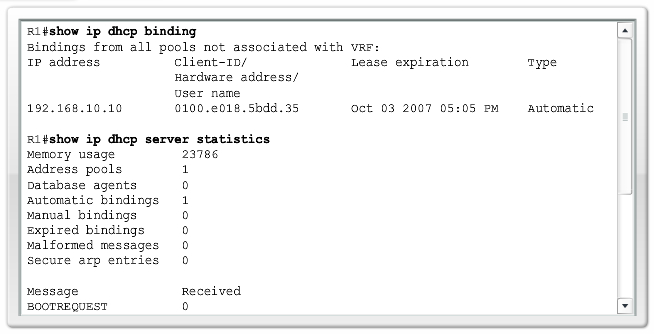 R1#show ip dhcp binding
Bindings from all pools not associated with VRF:
IP address Client-ID/ Lease expiration Type
Hardware address/
User name
192.168.10.10 0100.e018.5bdd.35 Oct 03 2007 05:05 PM Automatic
R1#show ip dhcp server statistics
Memory usage 23786
Address pools 1
Database agents 0
Automatic bindings 1
Manual bindings 0
Expired bindings 0
Malformed messages 0
Secure arp entries 0
Message Received
BOOTREQUEST 0